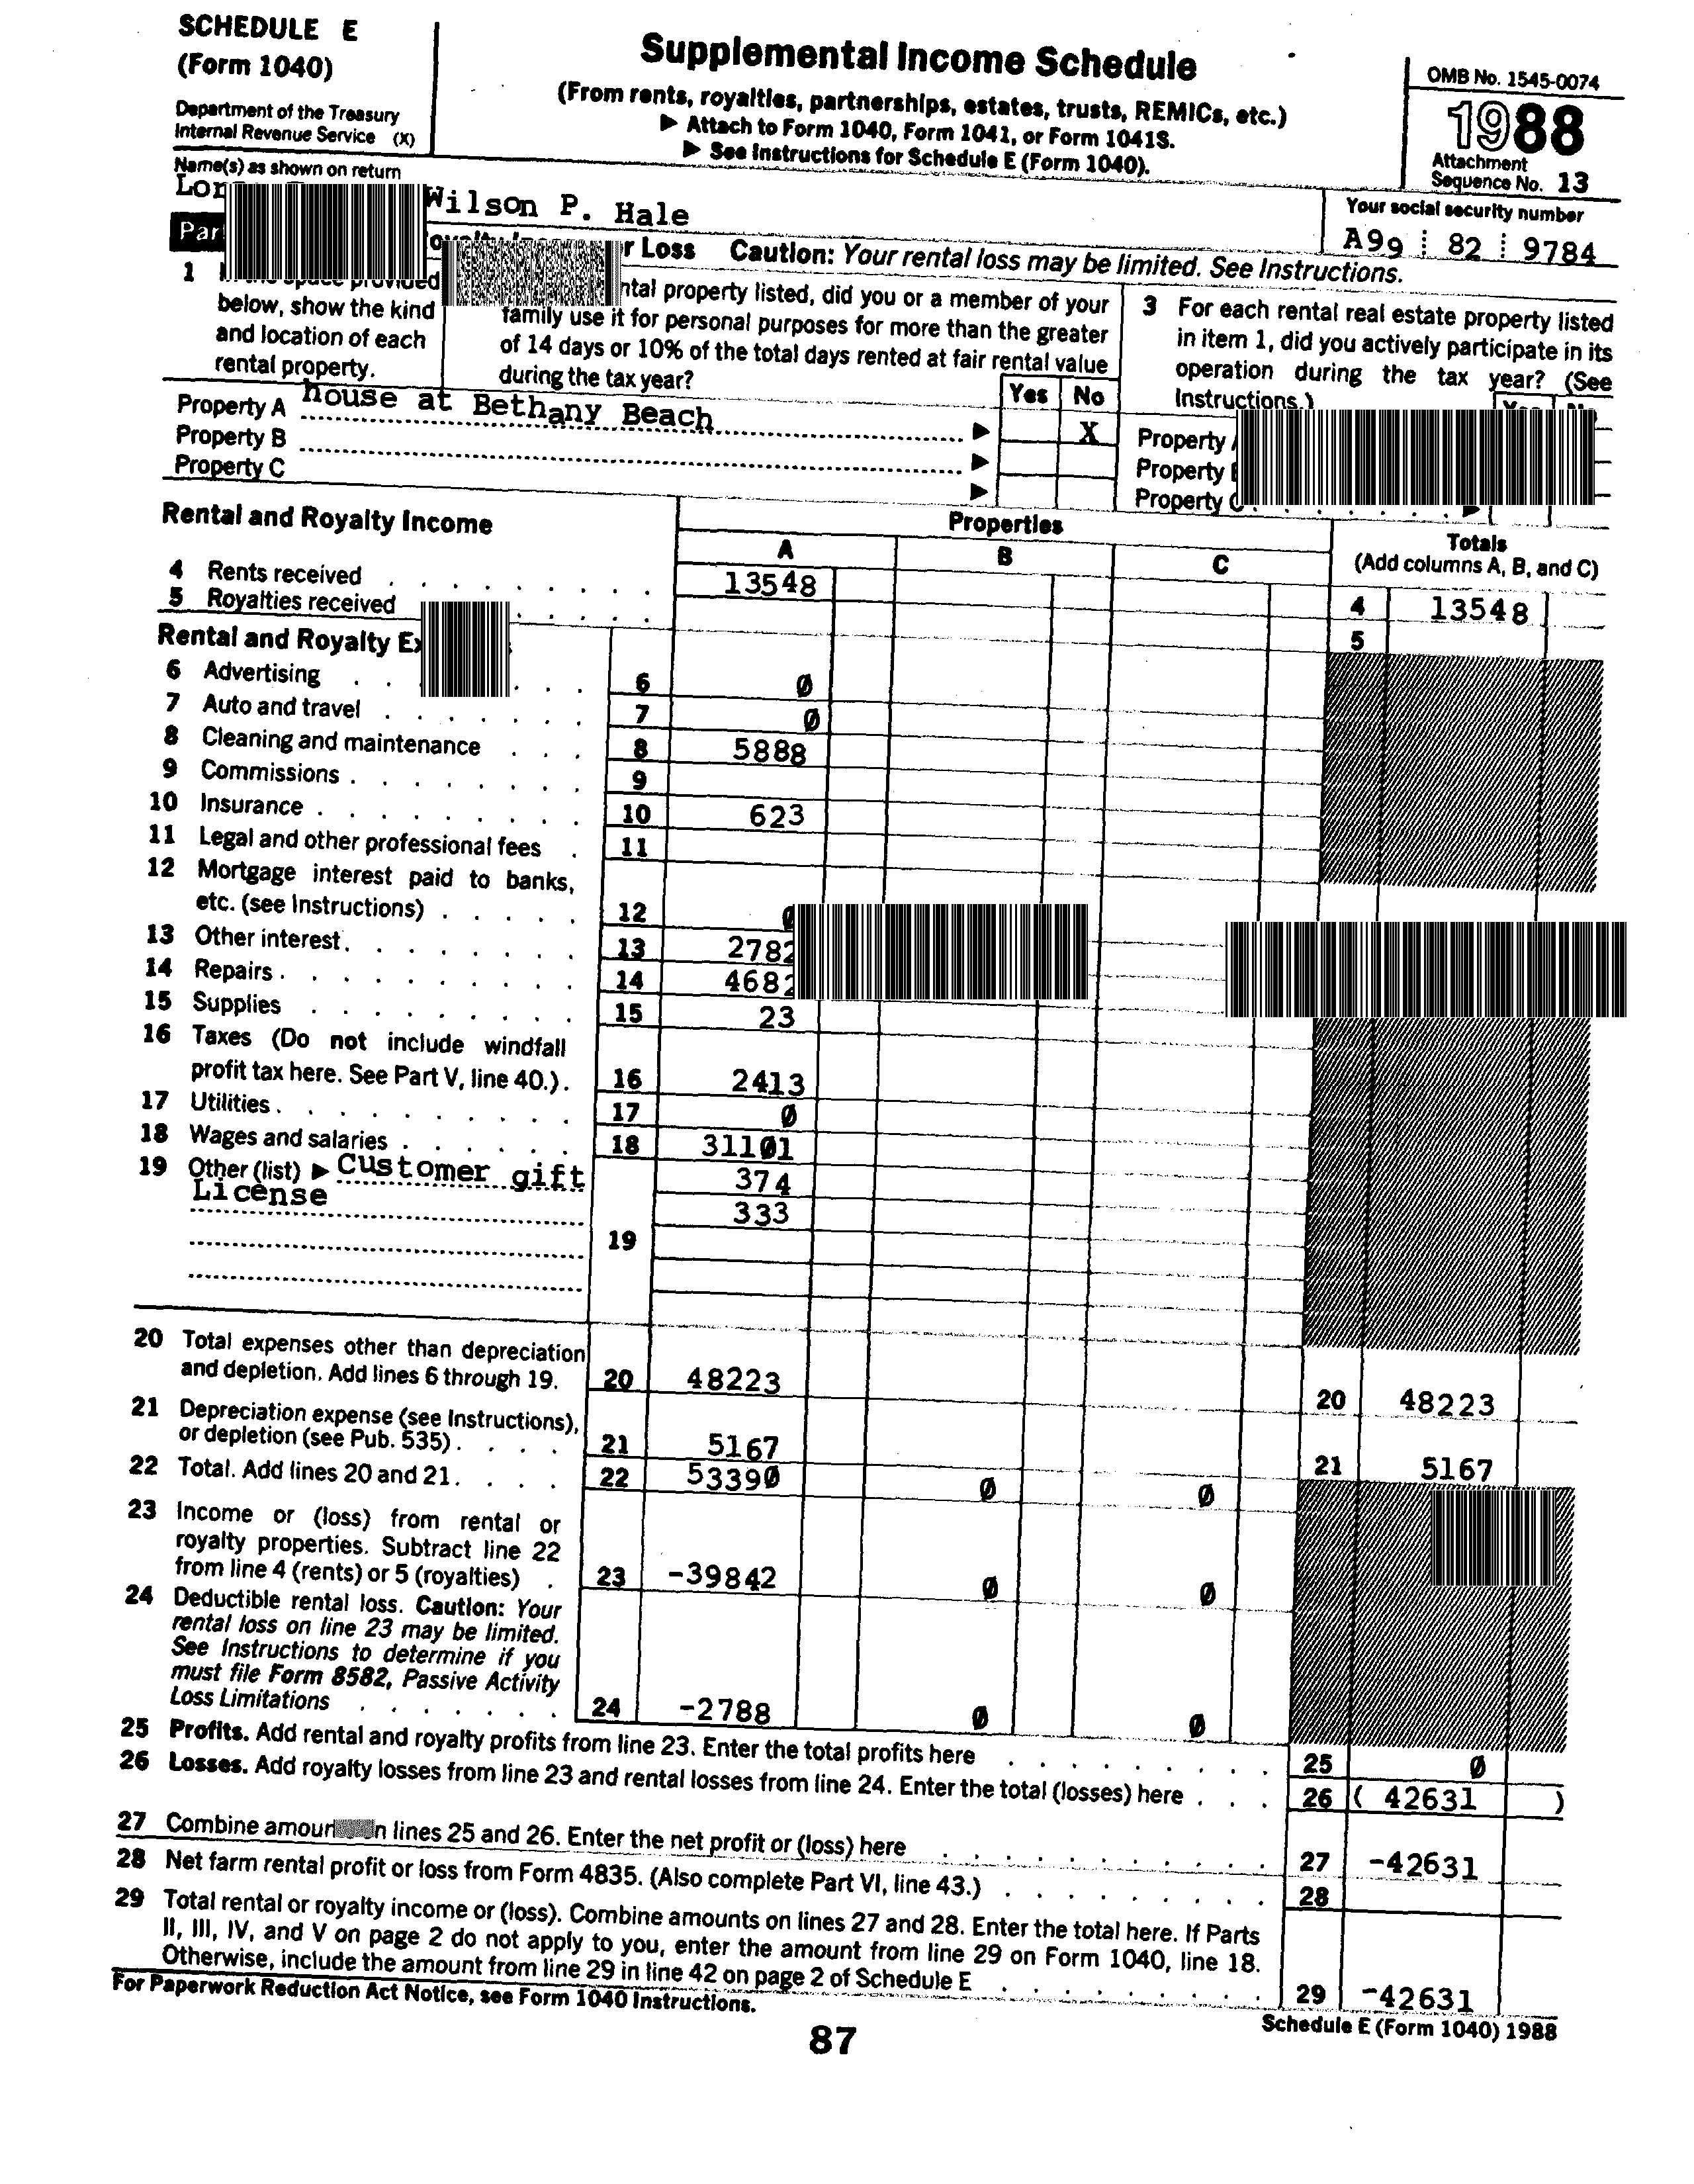 SCHEDULE E
(Form 1040)
Department of the Treasury
Internal Revenue Service (X)
Supplemental Income Schedule
(From rents, royalties, partnerships, estates, trusts, REMICs, etc.)
▶ Attach to Form 1040, Form 1041, or Form 1041S.
▶ See Instructions for Schedule E (Form 1040).
OMB No. 1545-0074
1988
Attachment
Sequence No. 13
Name(s) as shown on return
Wilson P. Hale
Your social security number
A99 82 9784
Loss Caution: Your rental loss may be limited. See Instructions.
1 provided
below, show the kind
and location of each
rental property.
property listed, did you or a member of your
family use it for personal purposes for more than the greater
of 14 days or 10% of the total days rented at fair rental value
during the tax year?
Yes No
3 For each rental real estate property listed
in item 1, did you actively participate in its
operation during the tax year? (See
Instructions.)
Property A house at Bethany Beach ▶ X
Property B ▶
Property C ▶
Property
Property
Property
Rental and Royalty Income
Properties
A B C
Totals
(Add columns A, B, and C)
4 Rents received 13548 4 13548
5 Royalties received 5
Rental and Royalty
6 Advertising 6 0
7 Auto and travel 7 0
8 Cleaning and maintenance 8 5888
9 Commissions 9
10 Insurance 10 623
11 Legal and other professional fees 11
12 Mortgage interest paid to banks,
etc. (see Instructions) 12
13 Other interest 13 2782
14 Repairs 14 4682
15 Supplies 15 23
16 Taxes (Do not include windfall
profit tax here. See Part V, line 40.) 16 2413
17 Utilities 17 0
18 Wages and salaries 18 31101
19 Other (list) ▶ Customer gift 374
License 333
19
20 Total expenses other than depreciation
and depletion. Add lines 6 through 19. 20 48223 20 48223
21 Depreciation expense (see Instructions),
or depletion (see Pub. 535) 21 5167 21 5167
22 Total. Add lines 20 and 21. 22 53390 0 0
23 Income or (loss) from rental or
royalty properties. Subtract line 22
from line 4 (rents) or 5 (royalties) 23 -39842 0 0
24 Deductible rental loss. Caution: Your
rental loss on line 23 may be limited.
See Instructions to determine if you
must file Form 8582, Passive Activity
Loss Limitations 24 -2788 0 0
25 Profits. Add rental and royalty profits from line 23. Enter the total profits here 25 0
26 Losses. Add royalty losses from line 23 and rental losses from line 24. Enter the total (losses) here 26 ( 42631 )
27 Combine lines 25 and 26. Enter the net profit or (loss) here 27 -42631
28 Net farm rental profit or loss from Form 4835. (Also complete Part VI, line 43.) 28
29 Total rental or royalty income or (loss). Combine amounts on lines 27 and 28. Enter the total here. If Parts
II, III, IV, and V on page 2 do not apply to you, enter the amount from line 29 on Form 1040, line 18.
Otherwise, include the amount from line 29 in line 42 on page 2 of Schedule E 29 -42631
For Paperwork Reduction Act Notice, see Form 1040 Instructions.
Schedule E (Form 1040) 1988
87